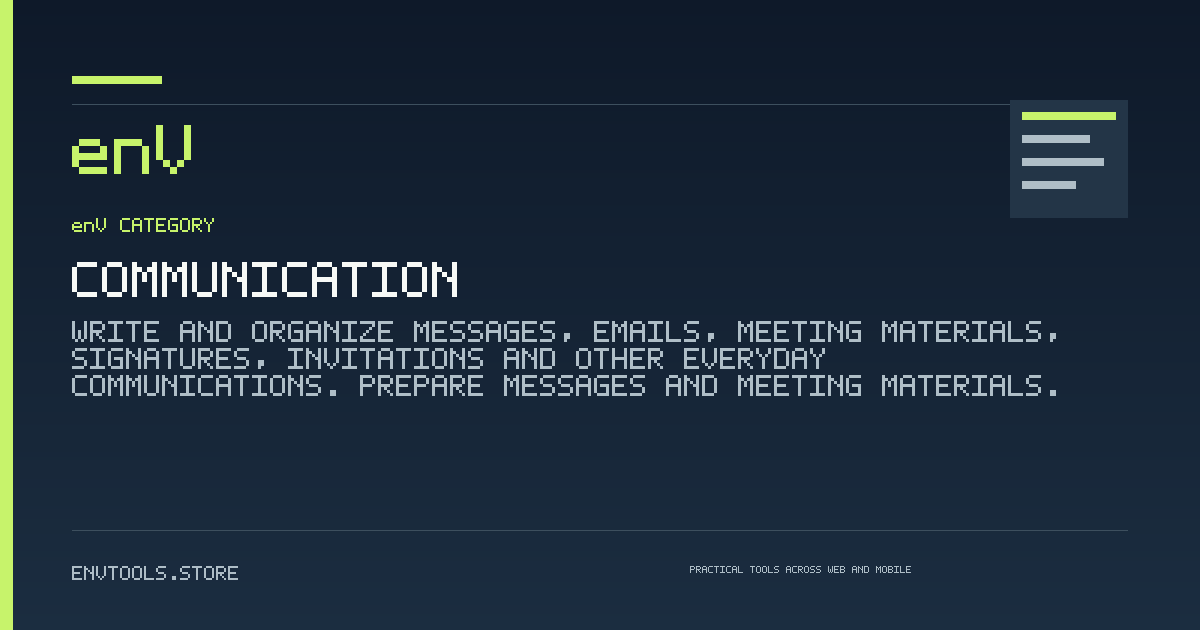 enV
enV CATEGORY
COMMUNICATION
WRITE AND ORGANIZE MESSAGES, EMAILS, MEETING MATERIALS,
SIGNATURES, INVITATIONS AND OTHER EVERYDAY
COMMUNICATIONS. PREPARE MESSAGES AND MEETING MATERIALS.
ENVTOOLS.STORE
PRACTICAL TOOLS ACROSS WEB AND MOBILE